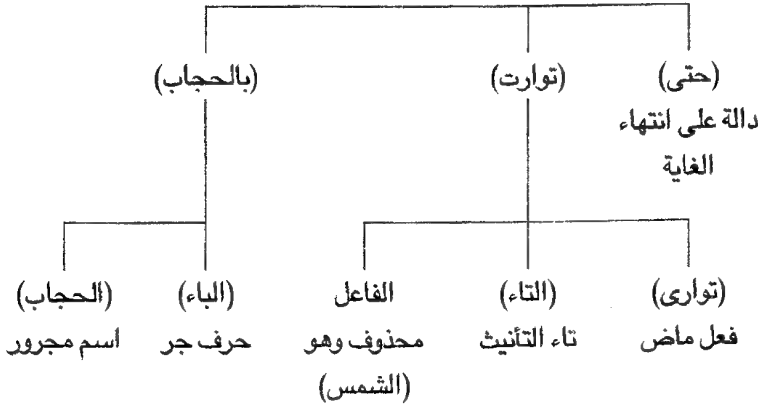 (حتى) (توارت) (بالحجاب)
دالة على انتهاء
الغاية
(توارى) (التاء) الفاعل (الباء) (الحجاب)
فعل ماض تاء التأنيث محذوف وهو حرف جر اسم مجرور
(الشمس)